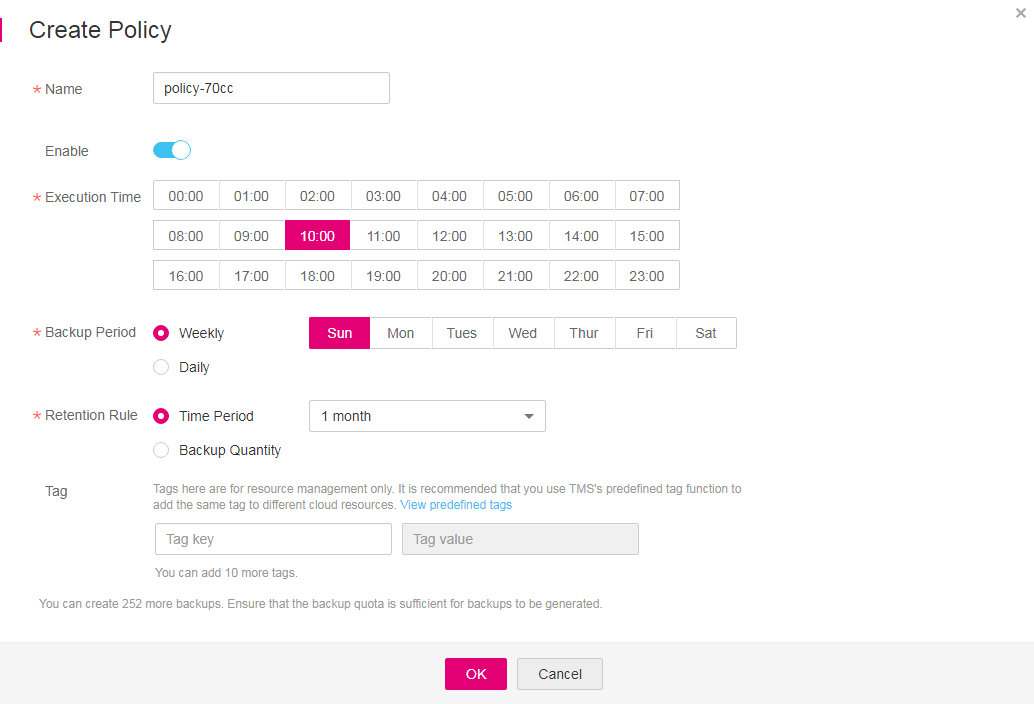 Create Policy
* Name policy-70cc
Enable
* Execution Time 00:00 01:00 02:00 03:00 04:00 05:00 06:00 07:00
08:00 09:00 10:00 11:00 12:00 13:00 14:00 15:00
16:00 17:00 18:00 19:00 20:00 21:00 22:00 23:00
* Backup Period Weekly Sun Mon Tues Wed Thur Fri Sat
Daily
* Retention Rule Time Period 1 month
Backup Quantity
Tag Tags here are for resource management only. It is recommended that you use TMS's predefined tag function to
add the same tag to different cloud resources. View predefined tags
Tag key Tag value
You can add 10 more tags.
You can create 252 more backups. Ensure that the backup quota is sufficient for backups to be generated.
OK Cancel